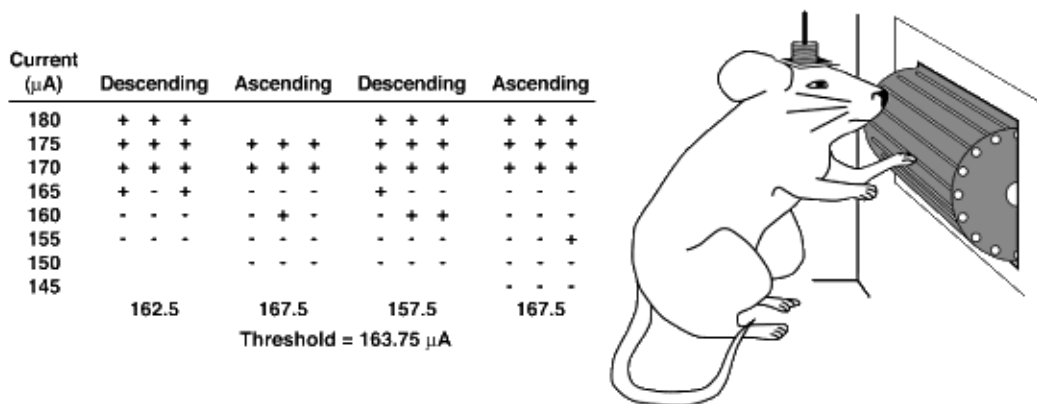 Current
(µA) Descending Ascending Descending Ascending
180 + + + + + + + + +
175 + + + + + + + + + + + +
170 + + + + + + + + + + + +
165 + - + - - - + - - - - -
160 - - - - + - - + + - - -
155 - - - - - - - - - - - +
150 - - - - - -
145 - - -
162.5 167.5 157.5 167.5
Threshold = 163.75 µA